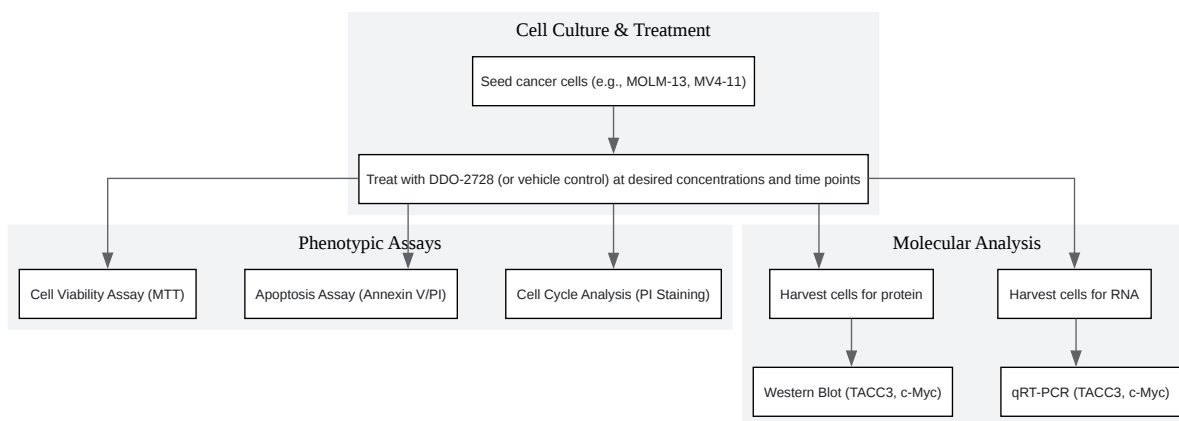 Cell Culture & Treatment
Seed cancer cells (e.g., MOLM-13, MV4-11)
Treat with DDO-2728 (or vehicle control) at desired concentrations and time points
Phenotypic Assays
Molecular Analysis
Cell Viability Assay (MTT)
Apoptosis Assay (Annexin V/PI)
Cell Cycle Analysis (PI Staining)
Harvest cells for protein
Harvest cells for RNA
Western Blot (TACC3, c-Myc)
qRT-PCR (TACC3, c-Myc)